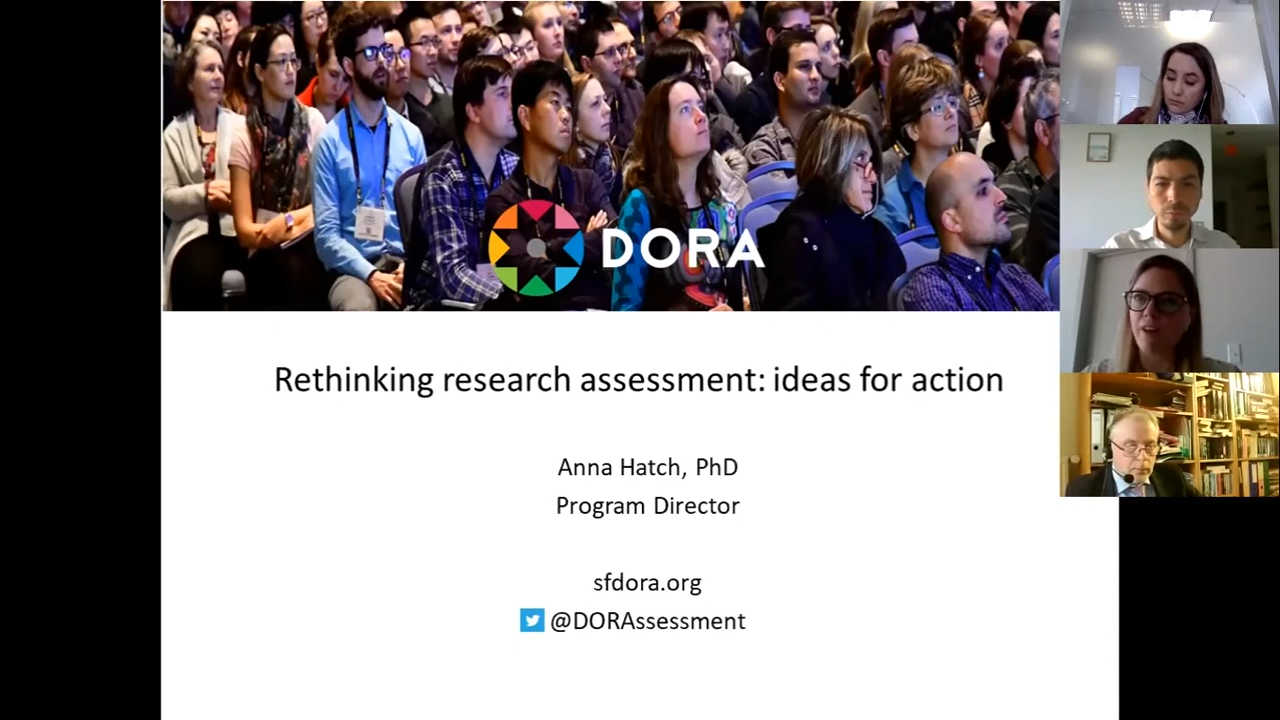 DORA
Rethinking research assessment: ideas for action
Anna Hatch, PhD
Program Director
sfdora.org
@DORAssessment